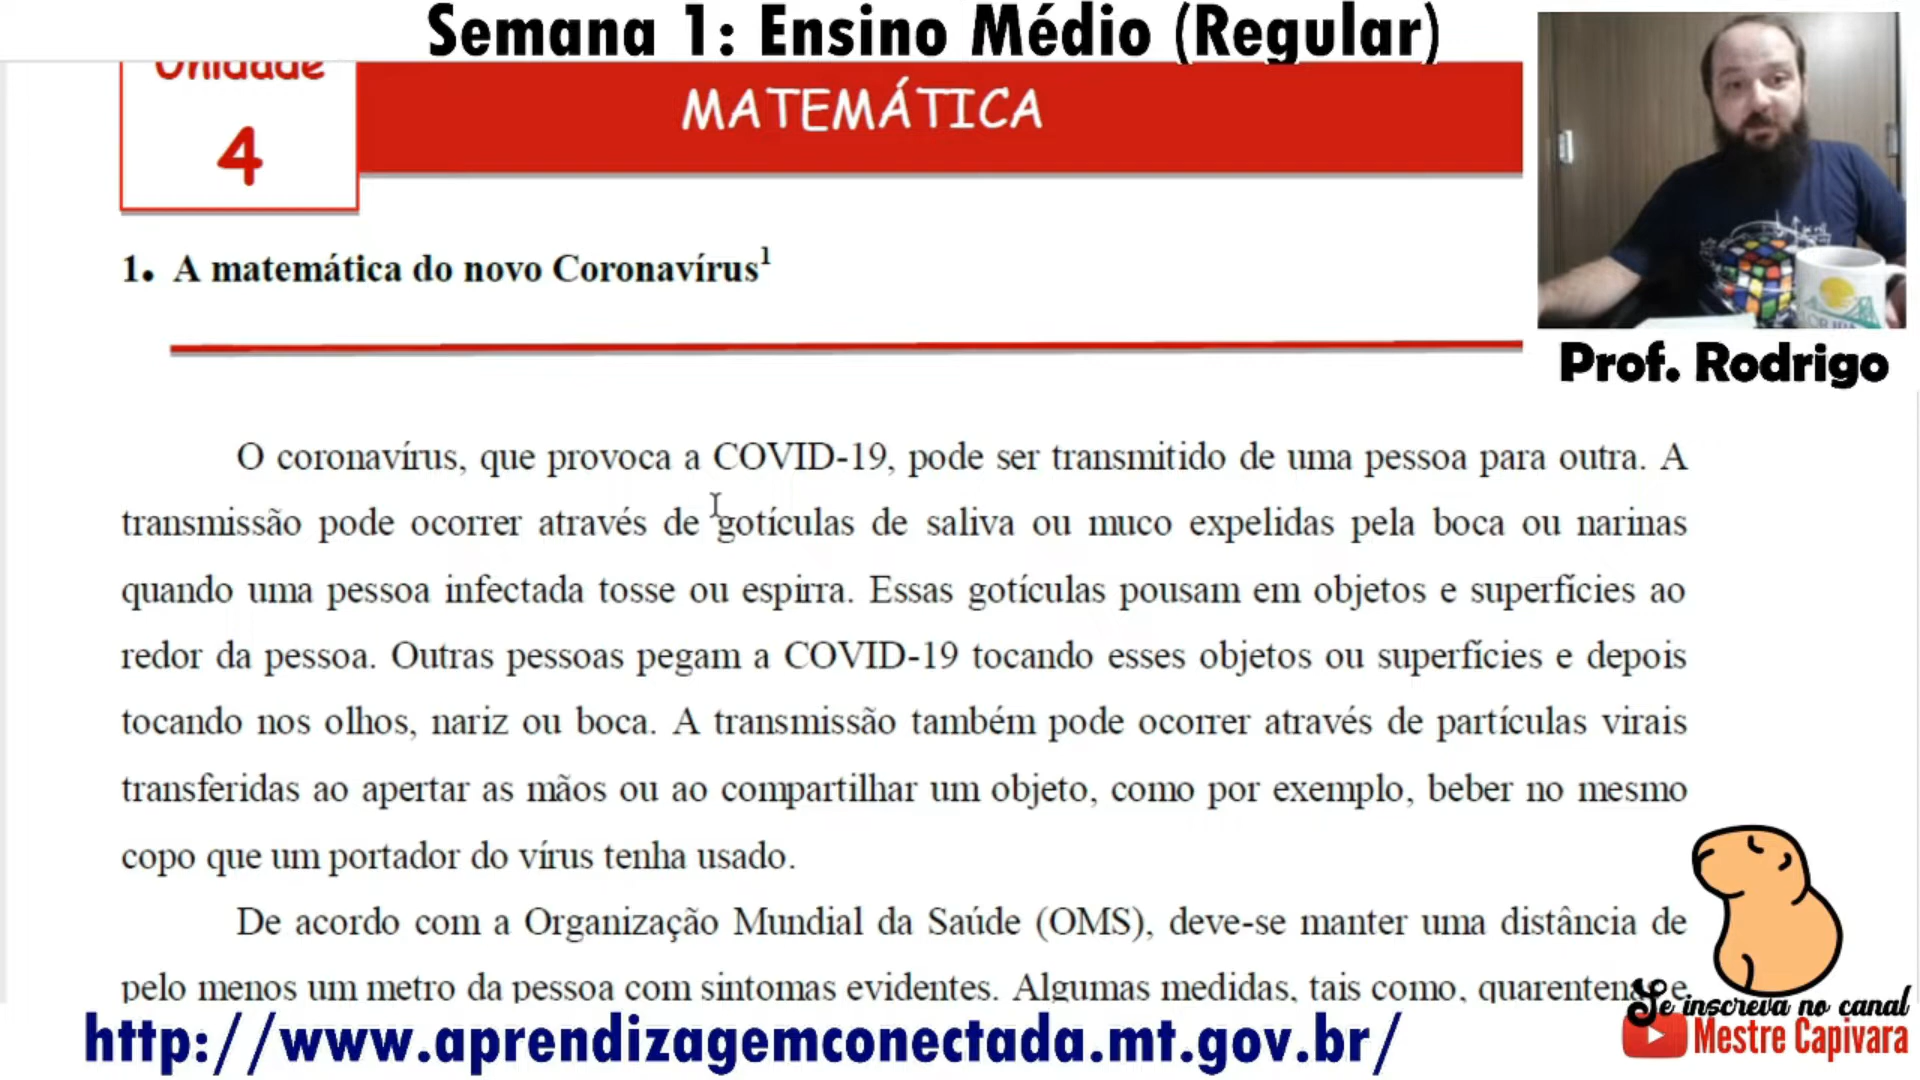 Semana 1: Ensino Médio (Regular)
Unidade
4
MATEMÁTICA
1. A matemática do novo Coronavírus1
Prof. Rodrigo
O coronavírus, que provoca a COVID-19, pode ser transmitido de uma pessoa para outra. A
transmissão pode ocorrer através de gotículas de saliva ou muco expelidas pela boca ou narinas
quando uma pessoa infectada tosse ou espirra. Essas gotículas pousam em objetos e superfícies ao
redor da pessoa. Outras pessoas pegam a COVID-19 tocando esses objetos ou superfícies e depois
tocando nos olhos, nariz ou boca. A transmissão também pode ocorrer através de partículas virais
transferidas ao apertar as mãos ou ao compartilhar um objeto, como por exemplo, beber no mesmo
copo que um portador do vírus tenha usado.
De acordo com a Organização Mundial da Saúde (OMS), deve-se manter uma distância de
pelo menos um metro da pessoa com sintomas evidentes. Algumas medidas, tais como, quarentena e
Se inscreva no canal
Mestre Capivara
http://www.aprendizagemconectada.mt.gov.br/